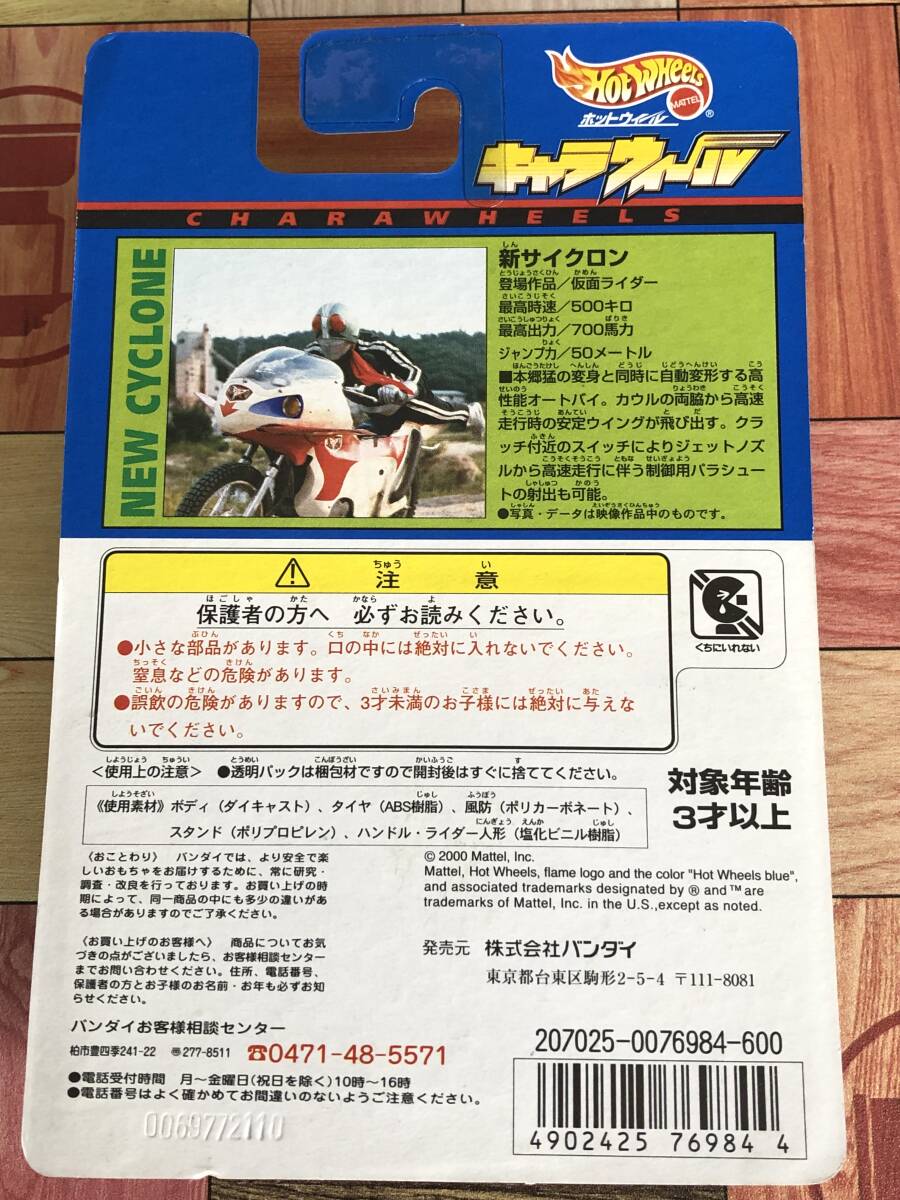 Hot Wheels
MATTEL
®
ホットウィール
キャラウィール
CHARAWHEELS
NEW CYCLONE
新サイクロン
登場作品／仮面ライダー
最高時速／500キロ
最高出力／700馬力
ジャンプ力／50メートル
■本郷猛の変身と同時に自動変形する高
性能オートバイ。カウルの両脇から高速
走行時の安定ウイングが飛び出す。クラ
ッチ付近のスイッチによりジェットノズ
ルから高速走行に伴う制御用パラシュー
トの射出も可能。
●写真・データは映像作品中のものです。
注意
保護者の方へ 必ずお読みください。
●小さな部品があります。口の中には絶対に入れないでください。
窒息などの危険があります。
●誤飲の危険がありますので、3才未満のお子様には絶対に与えな
いでください。
くちにいれない
＜使用上の注意＞ ●透明パックは梱包材ですので開封後はすぐに捨ててください。
《使用素材》ボディ（ダイキャスト）、タイヤ（ABS樹脂）、風防（ポリカーボネート）、
スタンド（ポリプロピレン）、ハンドル・ライダー人形（塩化ビニル樹脂）
対象年齢
3才以上
〈おことわり〉 バンダイでは、より安全で楽
しいおもちゃをお届けするために、常に研究・
調査・改良を行っております。お買い上げの時
期によって、同一商品の中にも多少の違いがあ
る場合がありますのでご了承ください。
〈お買い上げのお客様へ〉 商品についてお気
づきの点がございましたら、お客様相談センター
までお問い合わせください。住所、電話番号、
保護者の方とお子様のお名前・お年も必ずお知
らせください。
バンダイお客様相談センター
柏市豊四季241-22 〠277-8511 ☎0471-48-5571
●電話受付時間 月～金曜日(祝日を除く)10時～16時
●電話番号はよく確かめてお間違いのないようご注意ください。
0069772110
© 2000 Mattel, Inc.
Mattel, Hot Wheels, flame logo and the color "Hot Wheels blue",
and associated trademarks designated by ® and ™ are
trademarks of Mattel, Inc. in the U.S.,except as noted.
発売元 株式会社バンダイ
東京都台東区駒形2-5-4 〒111-8081
207025-0076984-600
4902425 76984 4